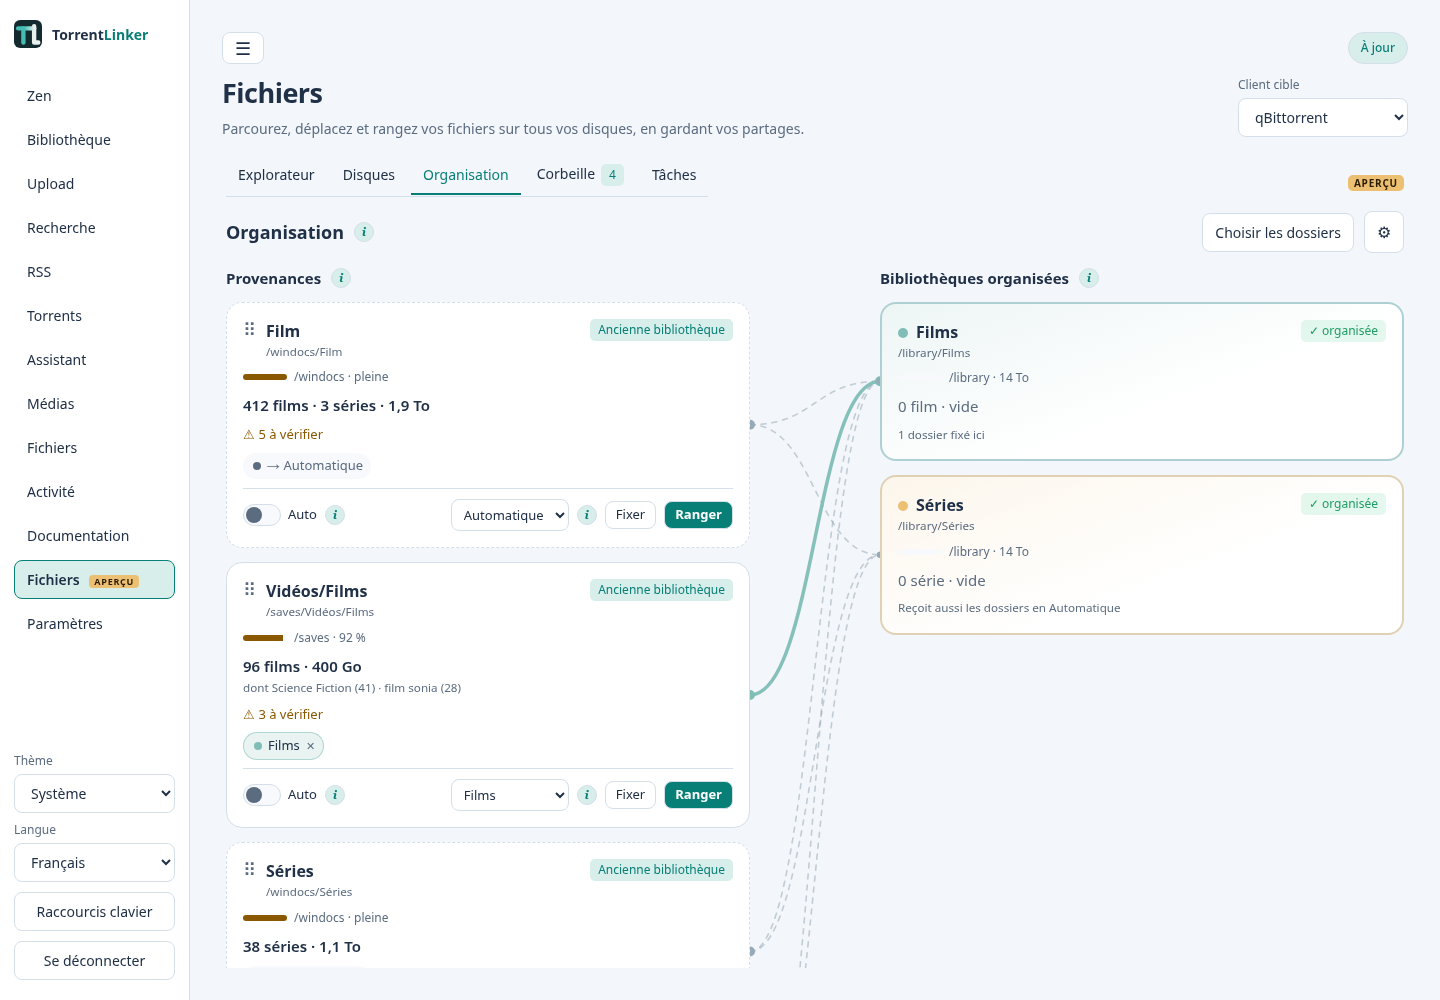 TorrentLinker
Zen
Bibliothèque
Upload
Recherche
RSS
Torrents
Assistant
Médias
Fichiers
Activité
Documentation
Fichiers APERÇU
Paramètres
Thème
Système
Langue
Français
Raccourcis clavier
Se déconnecter
☰
À jour
Fichiers
Parcourez, déplacez et rangez vos fichiers sur tous vos disques, en gardant vos partages.
Client cible
qBittorrent
Explorateur Disques Organisation Corbeille 4 Tâches
APERÇU
Organisation i
Choisir les dossiers ⚙
Provenances i
Film Ancienne bibliothèque
/windocs/Film
/windocs · pleine
412 films · 3 séries · 1,9 To
⚠ 5 à vérifier
→ Automatique
Auto i Automatique i Fixer Ranger
Vidéos/Films Ancienne bibliothèque
/saves/Vidéos/Films
/saves · 92 %
96 films · 400 Go
dont Science Fiction (41) · film sonia (28)
⚠ 3 à vérifier
Films ×
Auto i Films i Fixer Ranger
Séries Ancienne bibliothèque
/windocs/Séries
/windocs · pleine
38 séries · 1,1 To
Bibliothèques organisées i
Films ✓ organisée
/library/Films
/library · 14 To
0 film · vide
1 dossier fixé ici
Séries ✓ organisée
/library/Séries
/library · 14 To
0 série · vide
Reçoit aussi les dossiers en Automatique